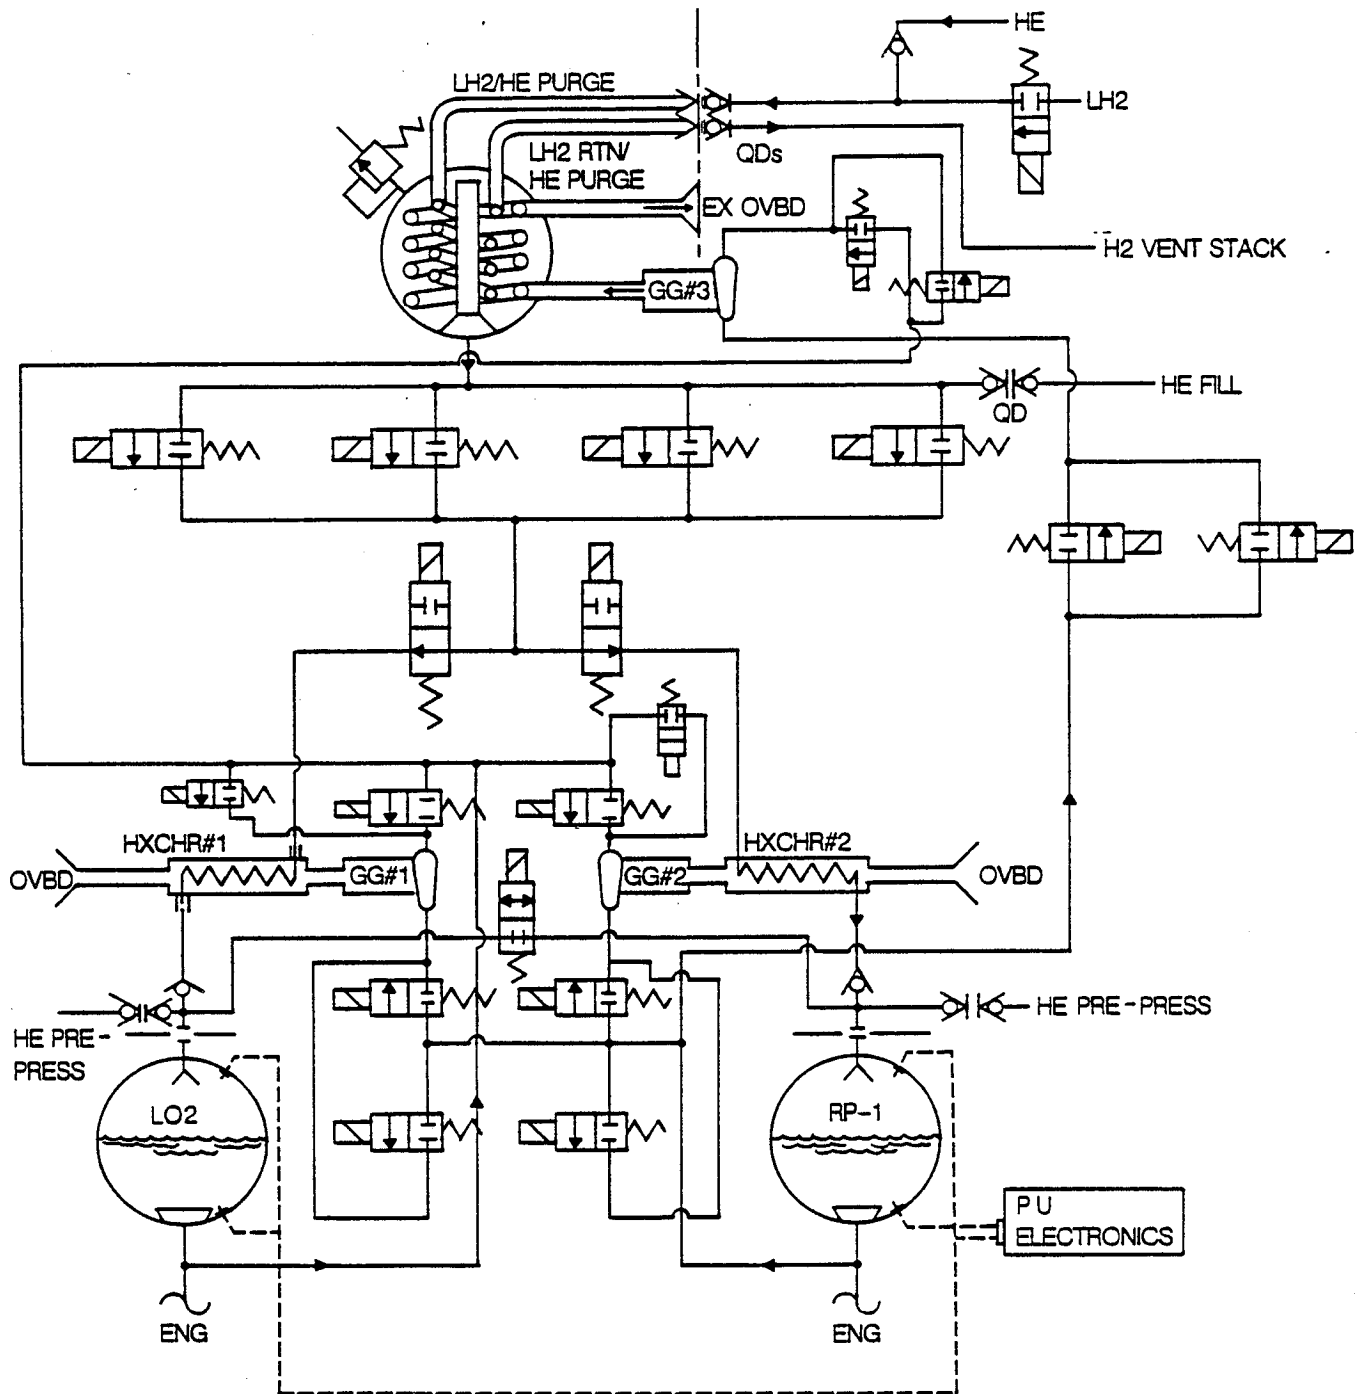 HE
LH2/HE PURGE
LH2
LH2 RTN/
HE PURGE
QDs
EX OVBD
H2 VENT STACK
GG#3
HE FILL
QD
HXCHR#1
HXCHR#2
OVBD
GG#1
GG#2
OVBD
HE PRE-
PRESS
HE PRE-PRESS
LO2
RP-1
P U
ELECTRONICS
ENG
ENG